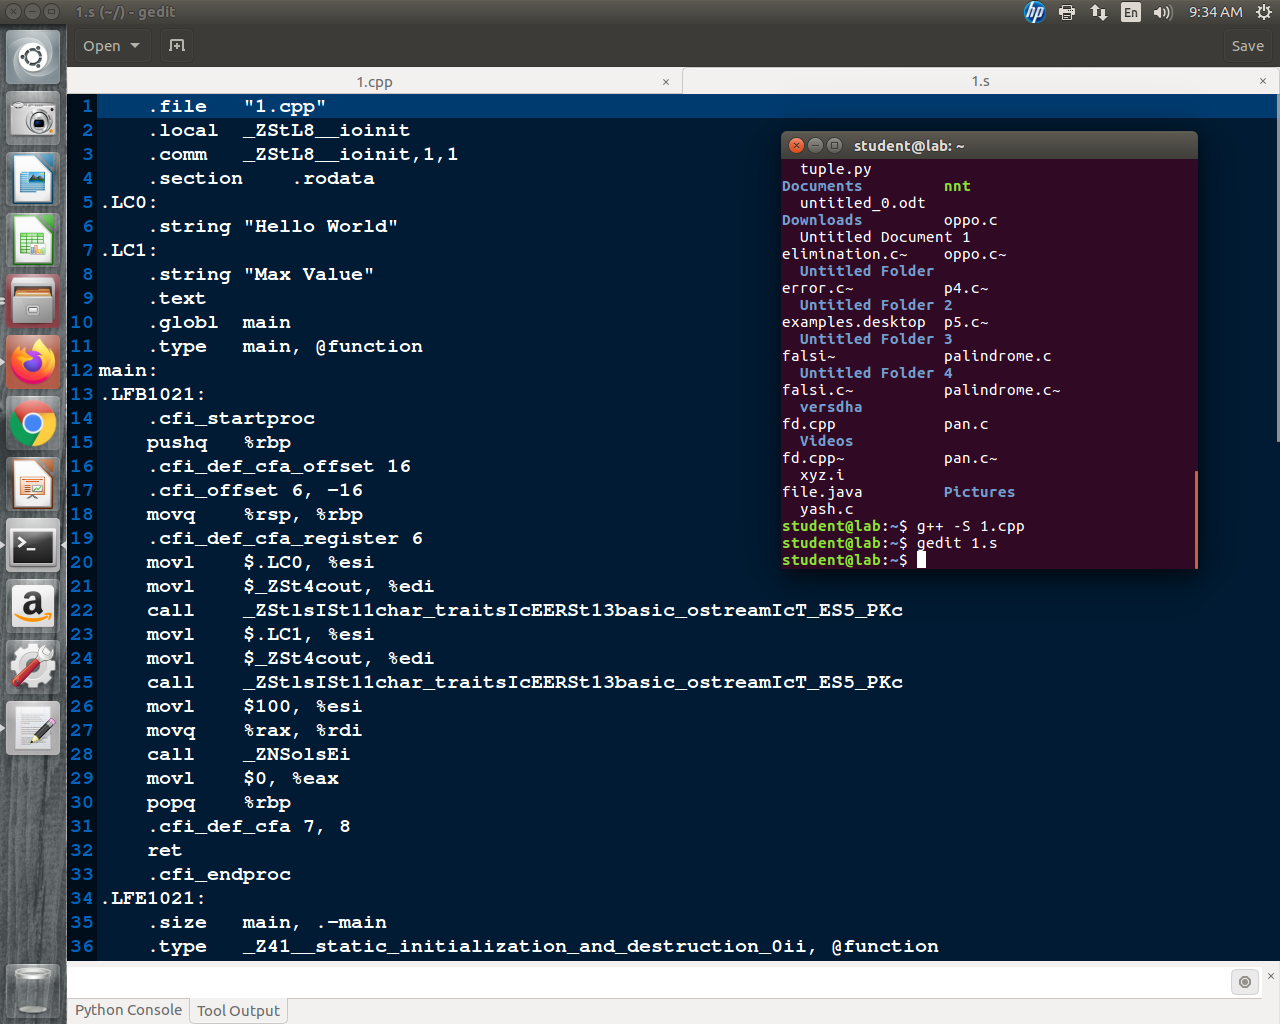 1.s (~/) - gedit
En
9:34 AM
Open
Save
1.cpp ×
1.s ×
1 .file "1.cpp"
2 .local _ZStL8__ioinit
3 .comm _ZStL8__ioinit,1,1
4 .section .rodata
5 .LC0:
6 .string "Hello World"
7 .LC1:
8 .string "Max Value"
9 .text
10 .globl main
11 .type main, @function
12 main:
13 .LFB1021:
14 .cfi_startproc
15 pushq %rbp
16 .cfi_def_cfa_offset 16
17 .cfi_offset 6, -16
18 movq %rsp, %rbp
19 .cfi_def_cfa_register 6
20 movl $.LC0, %esi
21 movl $_ZSt4cout, %edi
22 call _ZStlsISt11char_traitsIcEERSt13basic_ostreamIcT_ES5_PKc
23 movl $.LC1, %esi
24 movl $_ZSt4cout, %edi
25 call _ZStlsISt11char_traitsIcEERSt13basic_ostreamIcT_ES5_PKc
26 movl $100, %esi
27 movq %rax, %rdi
28 call _ZNSolsEi
29 movl $0, %eax
30 popq %rbp
31 .cfi_def_cfa 7, 8
32 ret
33 .cfi_endproc
34 .LFE1021:
35 .size main, .-main
36 .type _Z41__static_initialization_and_destruction_0ii, @function
student@lab: ~
tuple.py
Documents nnt
untitled_0.odt
Downloads oppo.c
Untitled Document 1
elimination.c~ oppo.c~
Untitled Folder
error.c~ p4.c~
Untitled Folder 2
examples.desktop p5.c~
Untitled Folder 3
falsi~ palindrome.c
Untitled Folder 4
falsi.c~ palindrome.c~
versdha
fd.cpp pan.c
Videos
fd.cpp~ pan.c~
xyz.i
file.java Pictures
yash.c
student@lab:~$ g++ -S 1.cpp
student@lab:~$ gedit 1.s
student@lab:~$
Python Console
Tool Output
hp
a